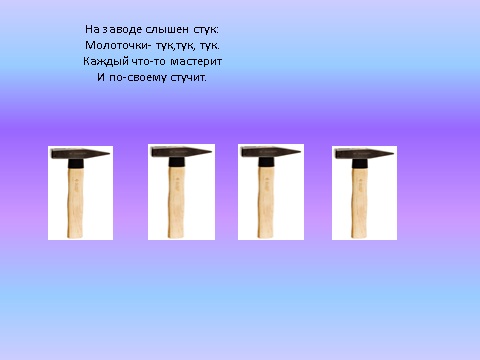 На заводе слышен стук:
Молоточки- тук,тук, тук.
Каждый что-то мастерит
И по-своему стучит.